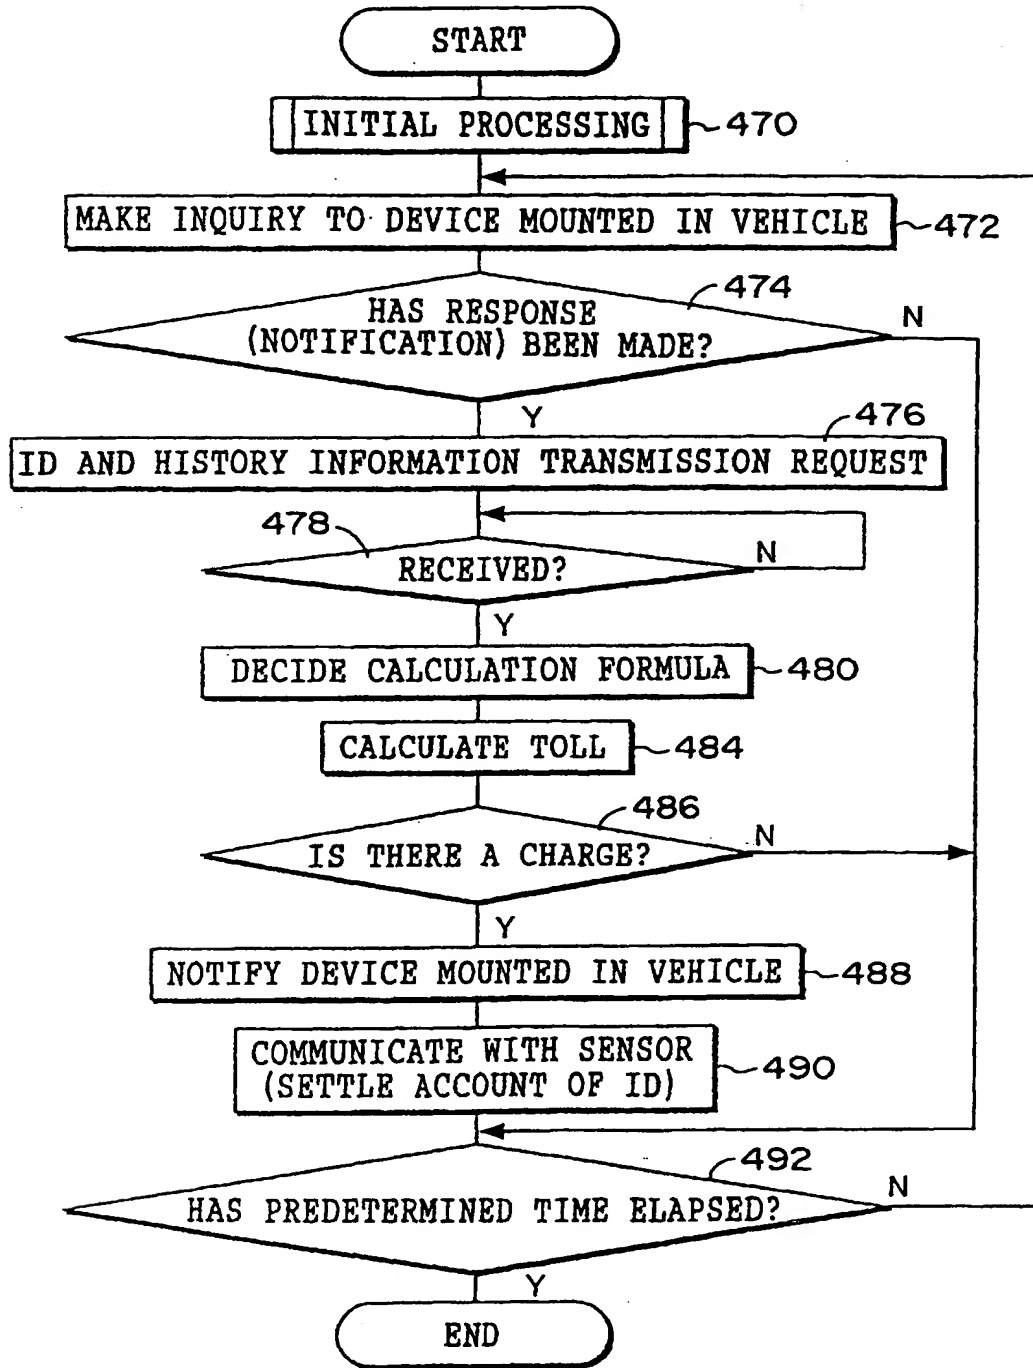 START
INITIAL PROCESSING 470
MAKE INQUIRY TO DEVICE MOUNTED IN VEHICLE 472
474
HAS RESPONSE
(NOTIFICATION) BEEN MADE?
N
Y
476
ID AND HISTORY INFORMATION TRANSMISSION REQUEST
478
RECEIVED?
N
Y
DECIDE CALCULATION FORMULA 480
CALCULATE TOLL 484
486
IS THERE A CHARGE?
N
Y
NOTIFY DEVICE MOUNTED IN VEHICLE 488
COMMUNICATE WITH SENSOR
(SETTLE ACCOUNT OF ID) 490
492
HAS PREDETERMINED TIME ELAPSED?
N
Y
END